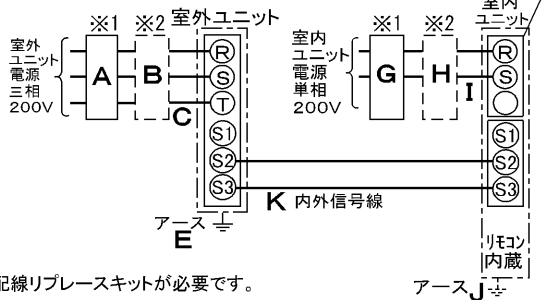 ※1
※2
室外ユニット
室外
ユニット
電源
三相
200V
A
B
C
R
S
T
S1
S2
S3
アース
E
※1
※2
室内
ユニット
室内
ユニット
電源
単相
200V
G
H
I
R
S
S1
S2
S3
K 内外信号線
リモコン
内蔵
アース
J
配線リプレースキットが必要です。